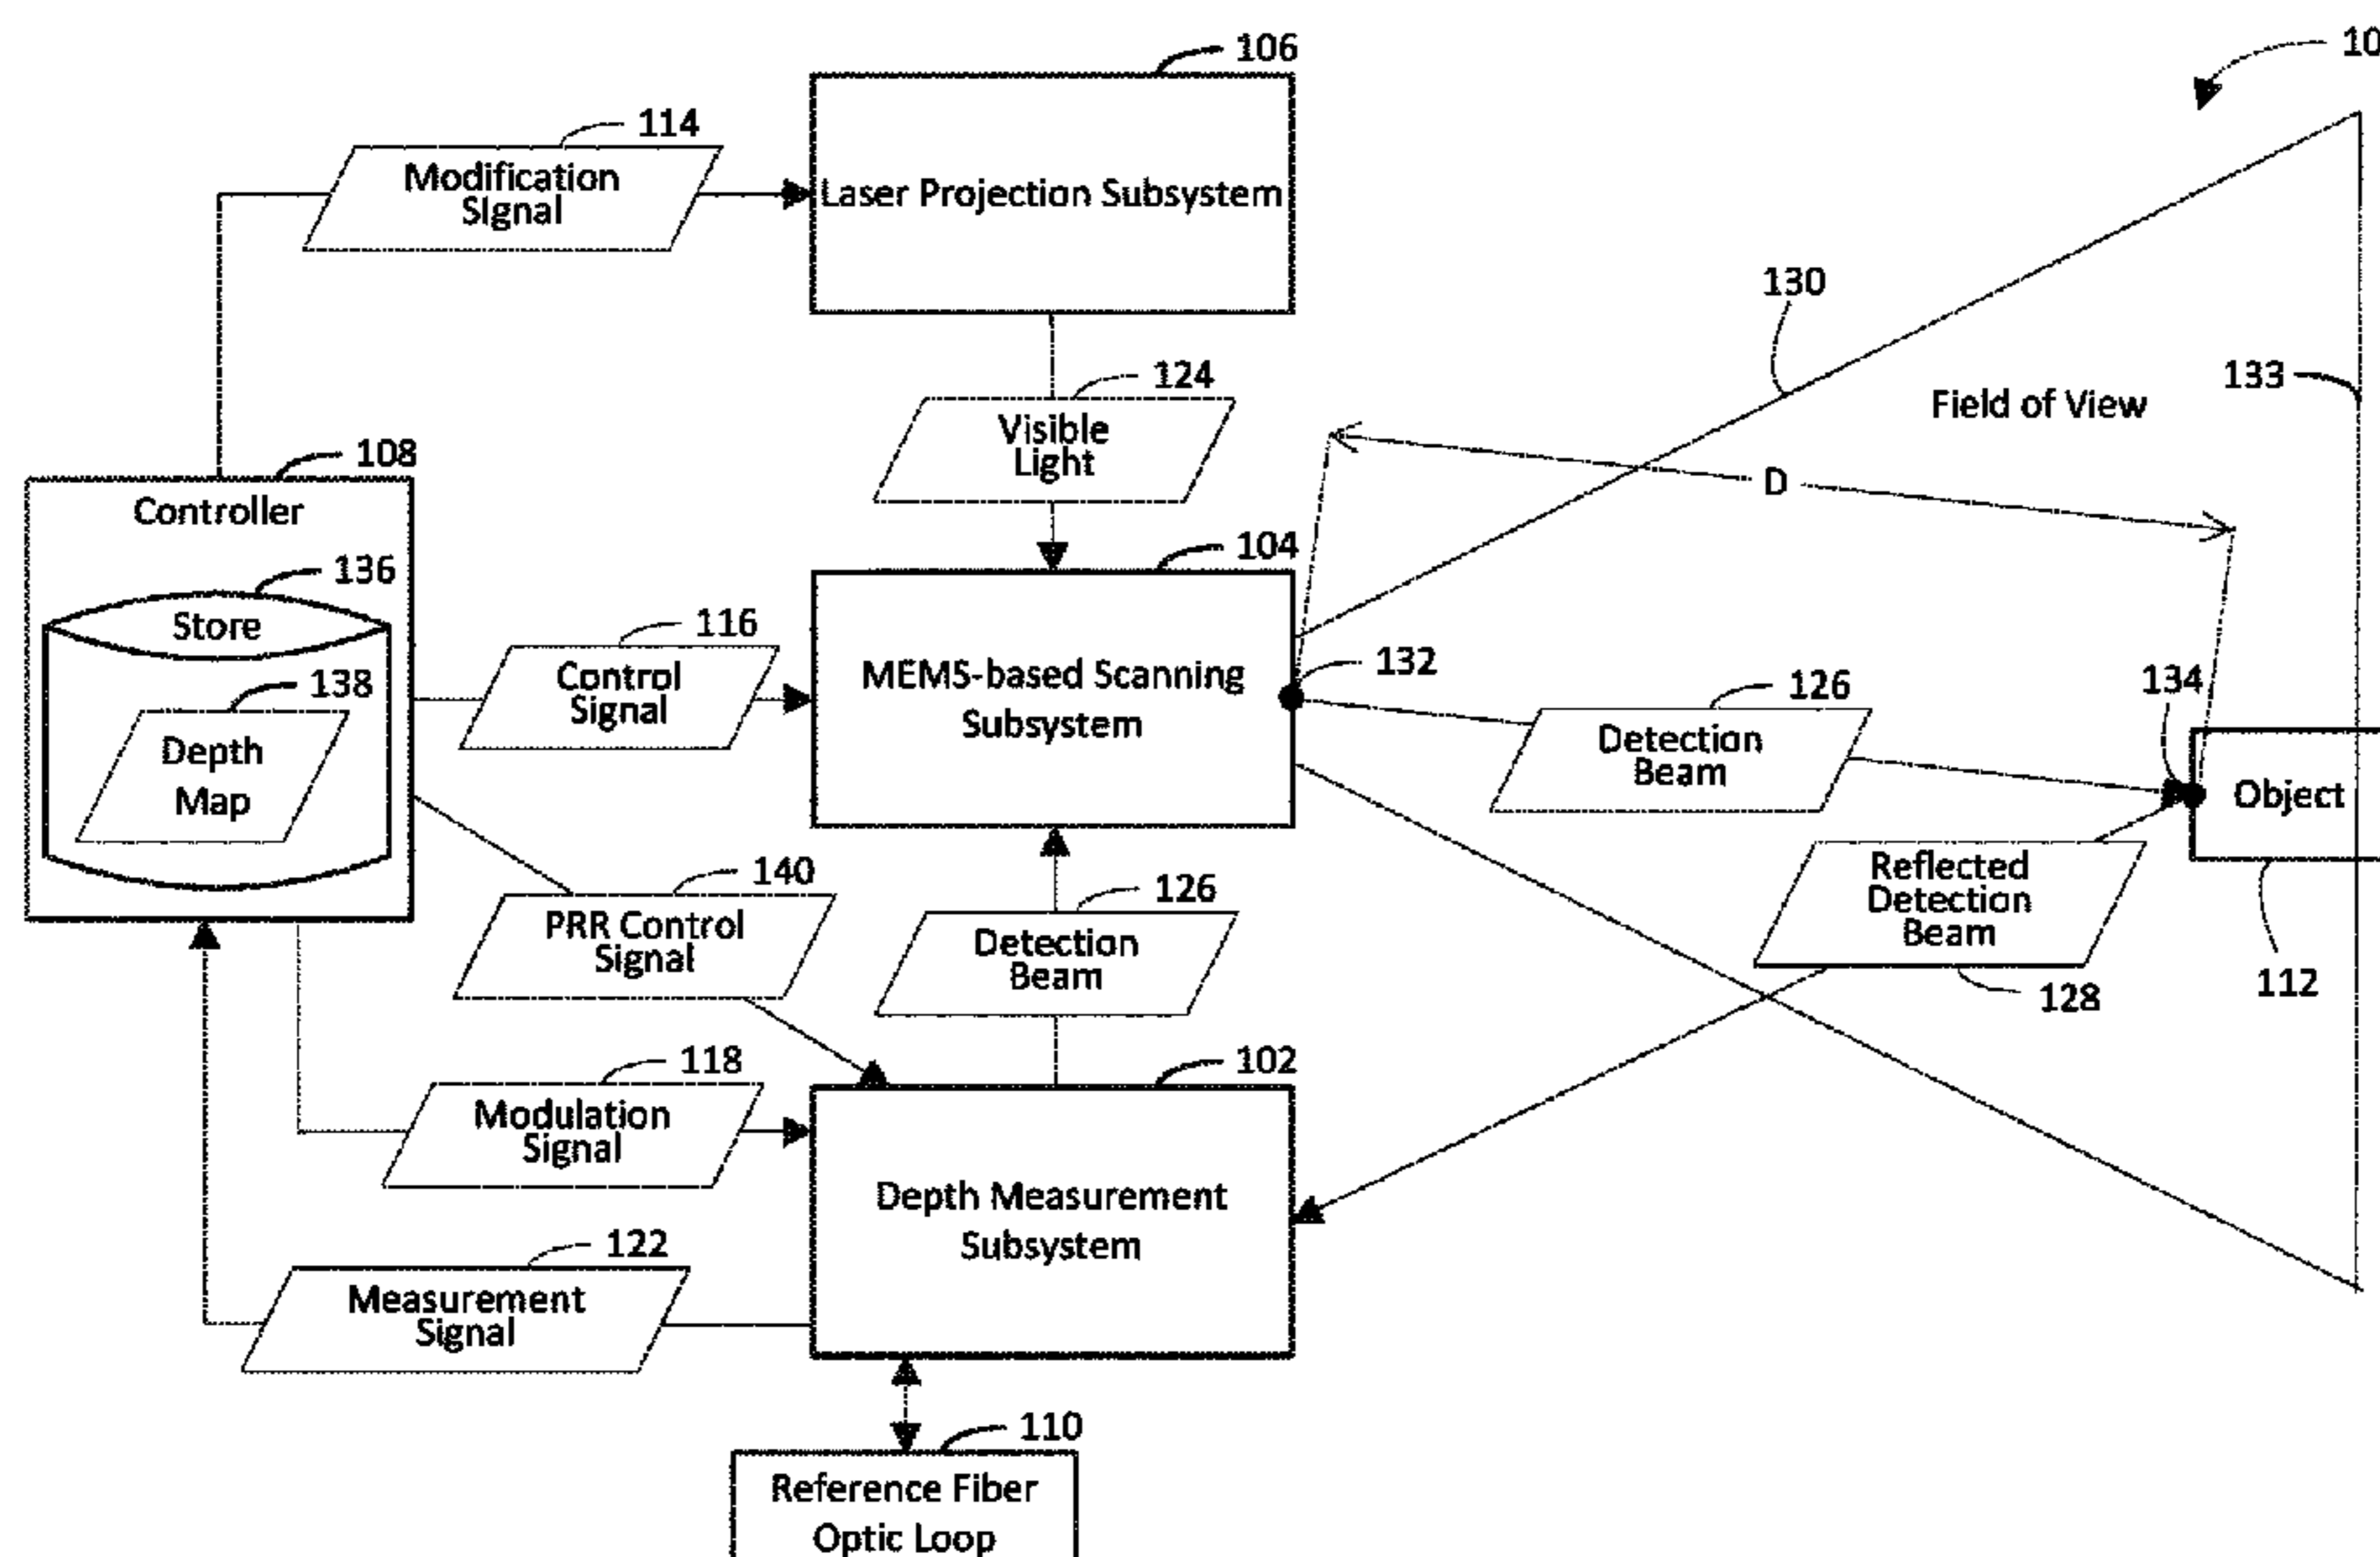 106
10
114
Modification
Signal
Laser Projection Subsystem
130
124
133
Field of View
Visible
Light
108
D
Controller
104
136
Store
116
132
MEMS-based Scanning
Subsystem
Control
Signal
138
126
134
Depth
Map
Detection
Beam
Object
140
126
Reflected
Detection
Beam
PRR Control
Signal
Detection
Beam
112
128
118
102
Modulation
Signal
Depth Measurement
Subsystem
122
Measurement
Signal
110
Reference Fiber
Optic Loop